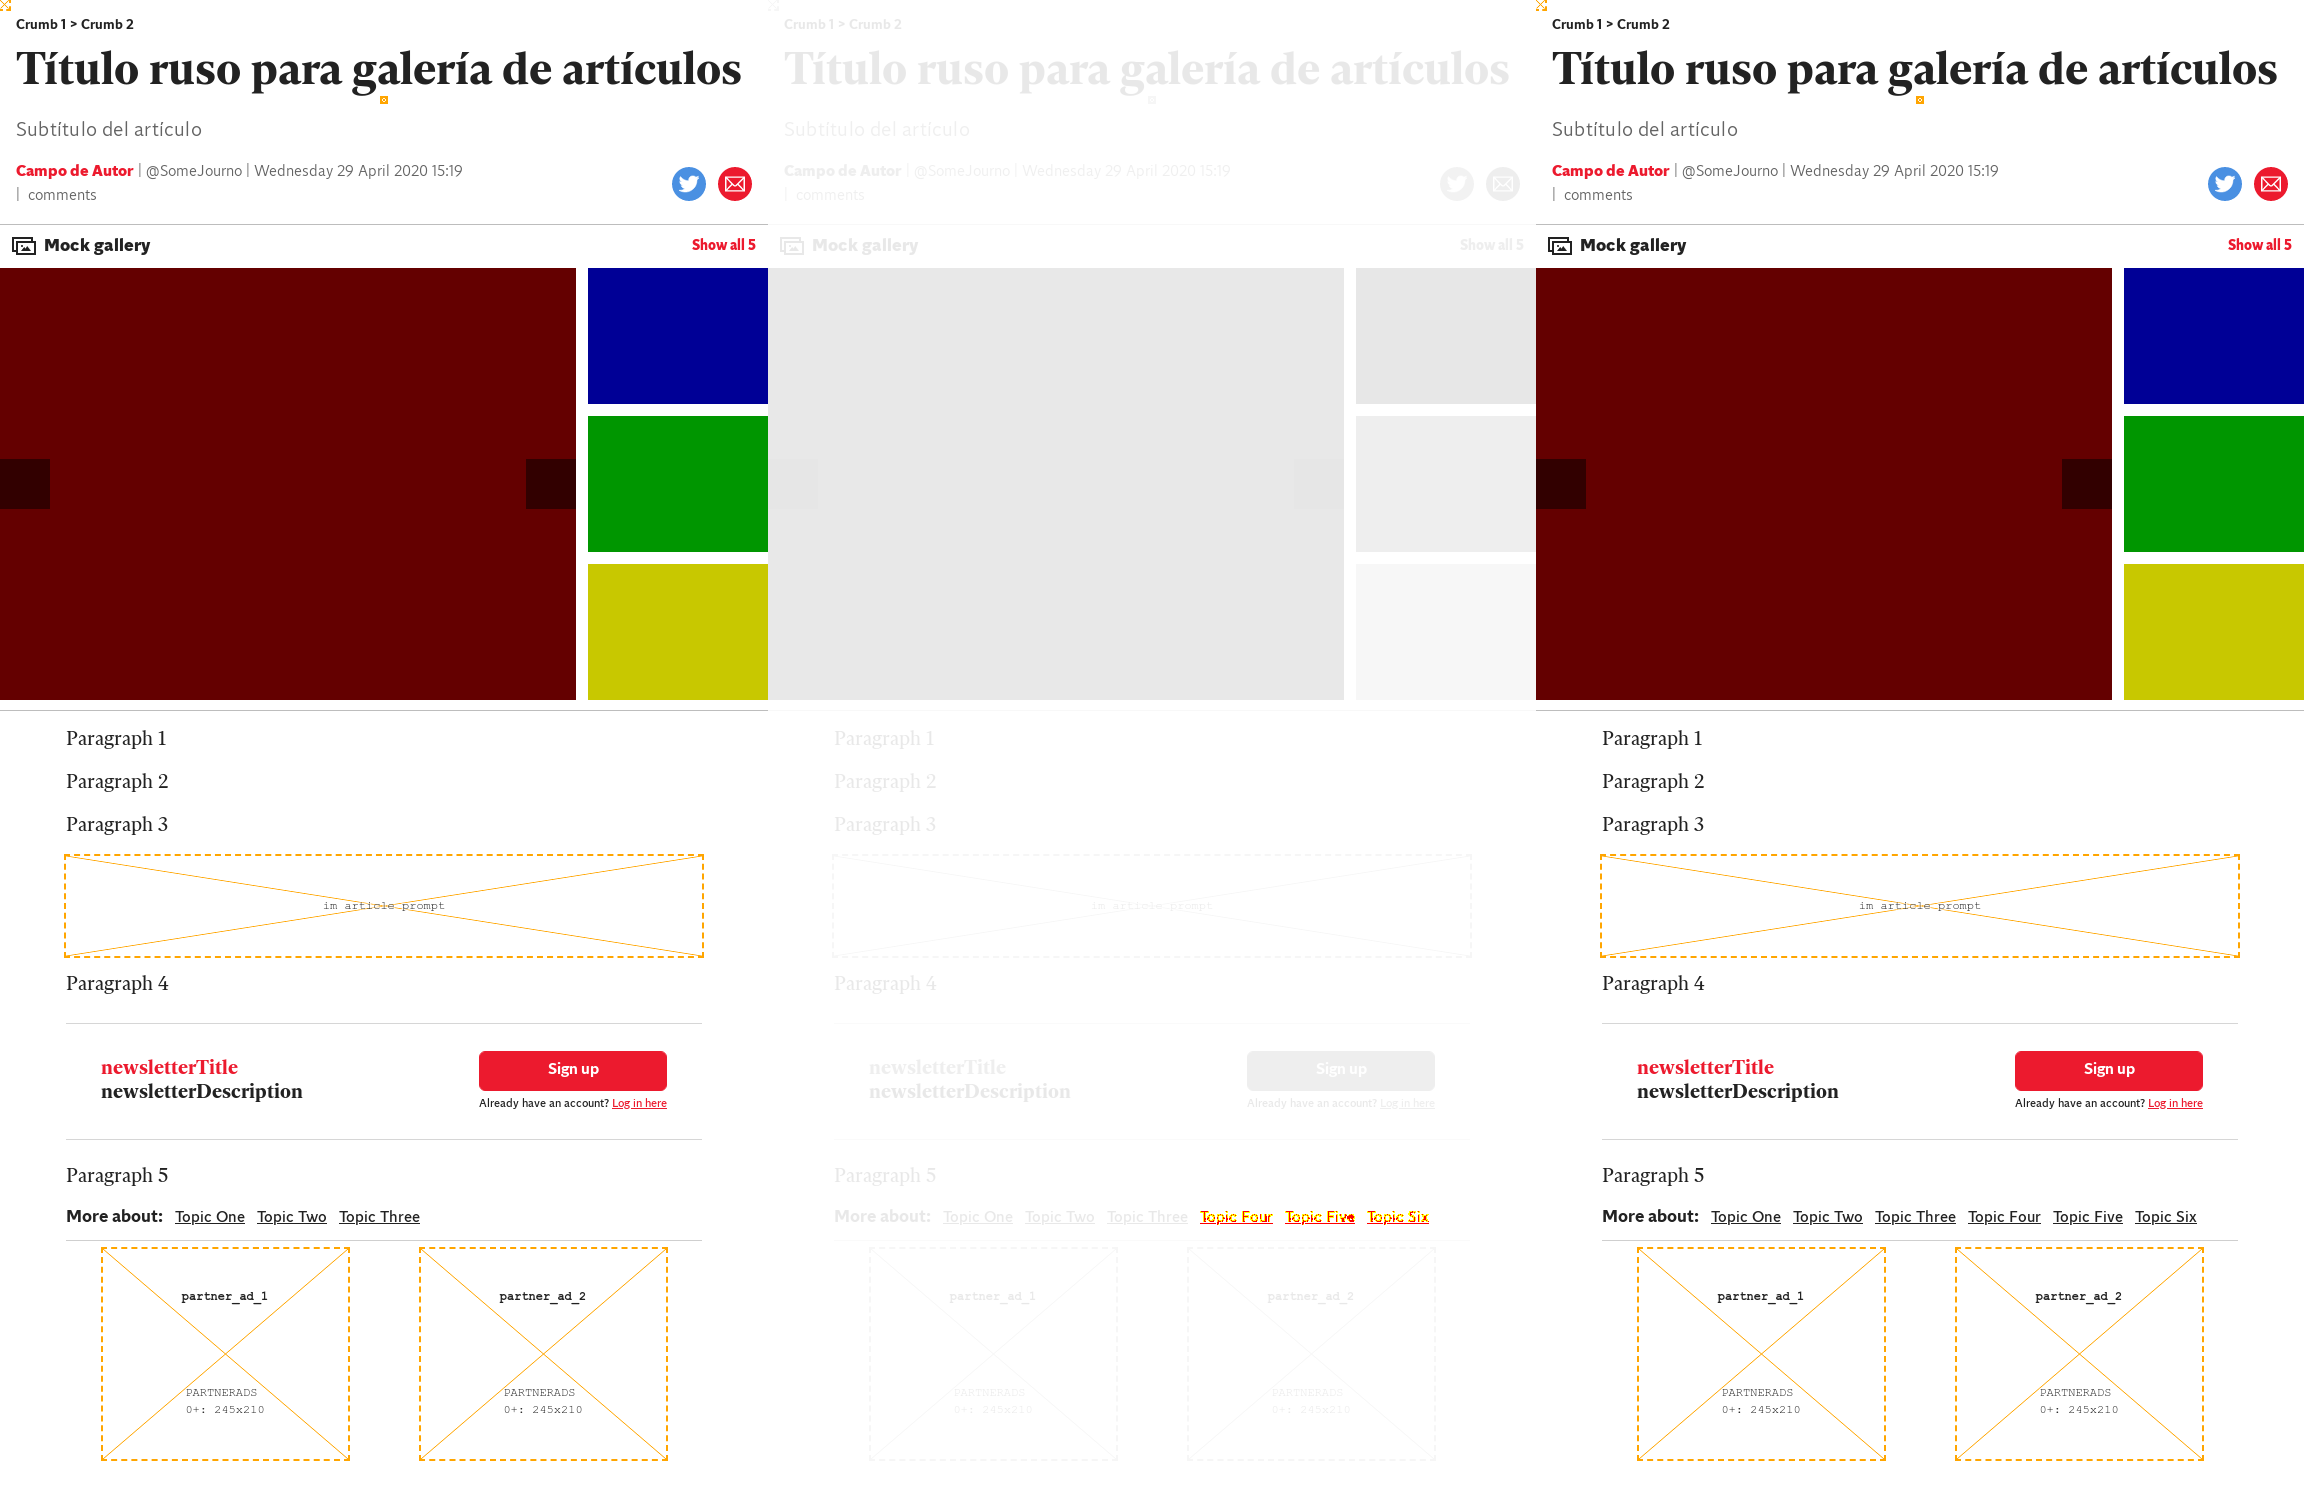 Crumb 1 > Crumb 2
Título ruso para galería de artículos
Subtítulo del artículo
Campo de Autor | @SomeJourno | Wednesday 29 April 2020 15:19
| comments
Mock gallery
Show all 5
Paragraph 1
Paragraph 2
Paragraph 3
im article prompt
Paragraph 4
newsletterTitle
newsletterDescription
Sign up
Already have an account? Log in here
Paragraph 5
More about: Topic One Topic Two Topic Three
partner_ad_1
PARTNERADS
0+: 245x210
partner_ad_2
PARTNERADS
0+: 245x210
Crumb 1 > Crumb 2
Título ruso para galería de artículos
Subtítulo del artículo
Campo de Autor | @SomeJourno | Wednesday 29 April 2020 15:19
| comments
Mock gallery
Show all 5
Paragraph 1
Paragraph 2
Paragraph 3
im article prompt
Paragraph 4
newsletterTitle
newsletterDescription
Sign up
Already have an account? Log in here
Paragraph 5
More about: Topic One Topic Two Topic Three Topic Four Topic Five Topic Six
partner_ad_1
PARTNERADS
0+: 245x210
partner_ad_2
PARTNERADS
0+: 245x210
Crumb 1 > Crumb 2
Título ruso para galería de artículos
Subtítulo del artículo
Campo de Autor | @SomeJourno | Wednesday 29 April 2020 15:19
| comments
Mock gallery
Show all 5
Paragraph 1
Paragraph 2
Paragraph 3
im article prompt
Paragraph 4
newsletterTitle
newsletterDescription
Sign up
Already have an account? Log in here
Paragraph 5
More about: Topic One Topic Two Topic Three Topic Four Topic Five Topic Six
partner_ad_1
PARTNERADS
0+: 245x210
partner_ad_2
PARTNERADS
0+: 245x210